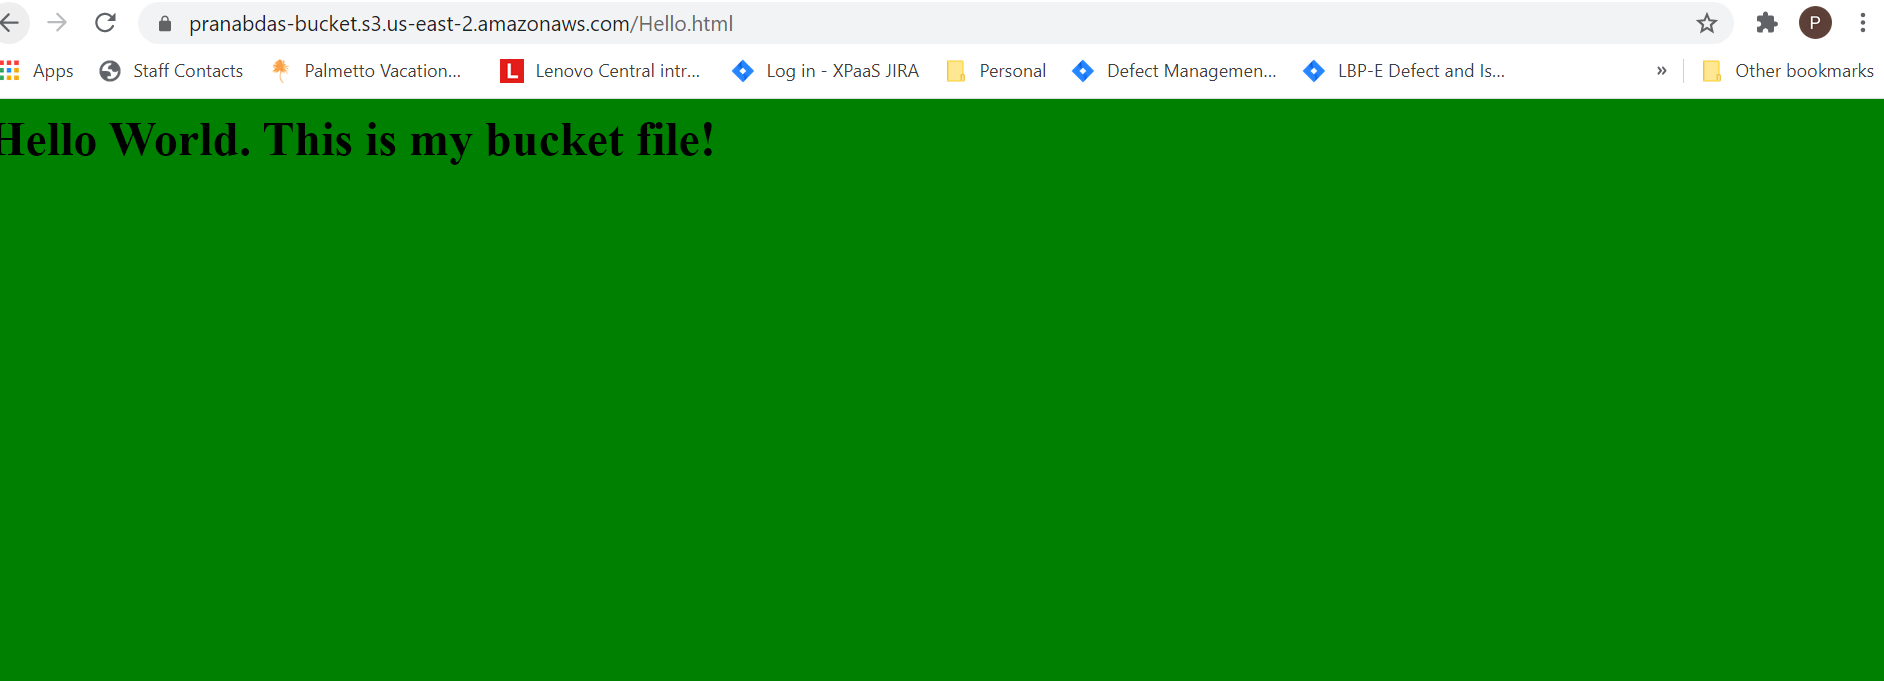 pranabdas-bucket.s3.us-east-2.amazonaws.com/Hello.html
P
Apps Staff Contacts Palmetto Vacation... L Lenovo Central intr... Log in - XPaaS JIRA Personal Defect Managemen... LBP-E Defect and Is... » Other bookmarks
Hello World. This is my bucket file!